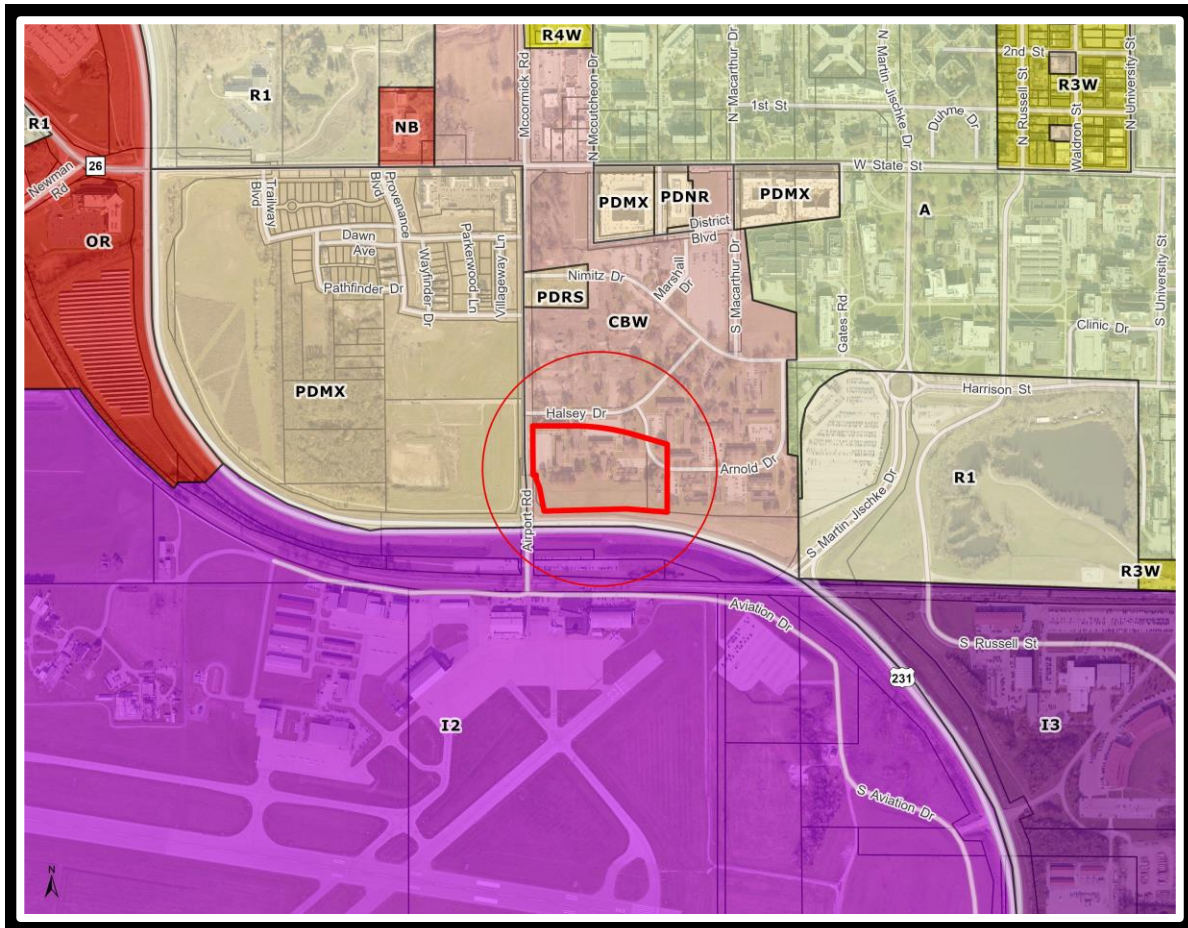 R4W
2nd St
R1
R3W
NB
1st St
Mccormick Rd
N Mccutcheon Dr
N Macarthur Dr
N Martin Jischke Dr
Duhme Dr
N Russell St
Waldron St
N University St
R1
26
Newman
Rd
W State St
Trailway
Blvd
Provenance
Blvd
PDMX
PDNR
PDMX
A
District
Blvd
OR
Dawn
Ave
Pathfinder Dr
Wayfinder Dr
Parkerwood Ln
Villageway Ln
Nimitz Dr
Marshall
Dr
S Macarthur Dr
PDRS
CBW
Gates Rd
Clinic Dr
S University St
PDMX
Harrison St
Halsey Dr
Arnold Dr
R1
Airport Rd
S Martin Jischke Dr
R3W
Aviation Dr
S Russell St
231
I2
I3
S Aviation Dr
N